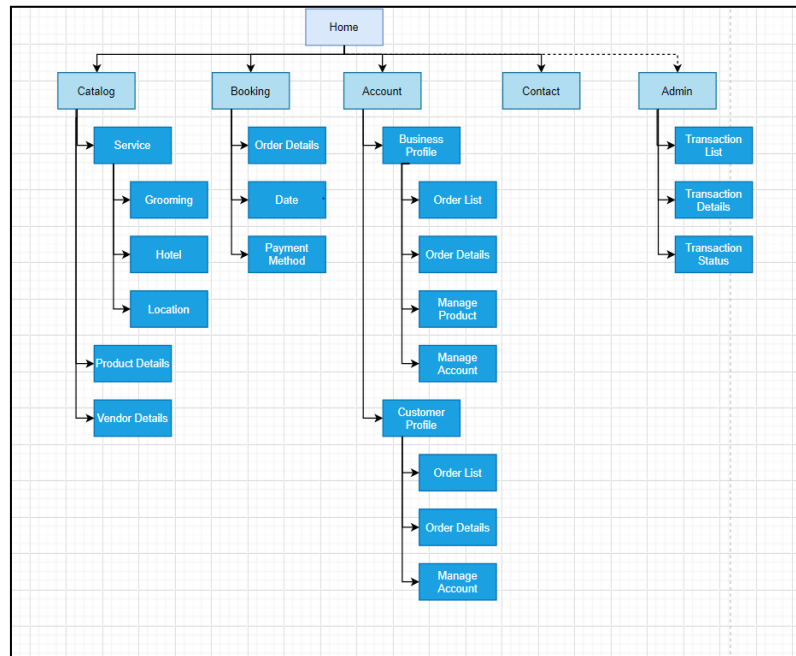 Home
Catalog
Booking
Account
Contact
Admin
Service
Grooming
Hotel
Location
Product Details
Vendor Details
Order Details
Date
Payment
Method
Business
Profile
Order List
Order Details
Manage
Product
Manage
Account
Customer
Profile
Order List
Order Details
Manage
Account
Transaction
List
Transaction
Details
Transaction
Status